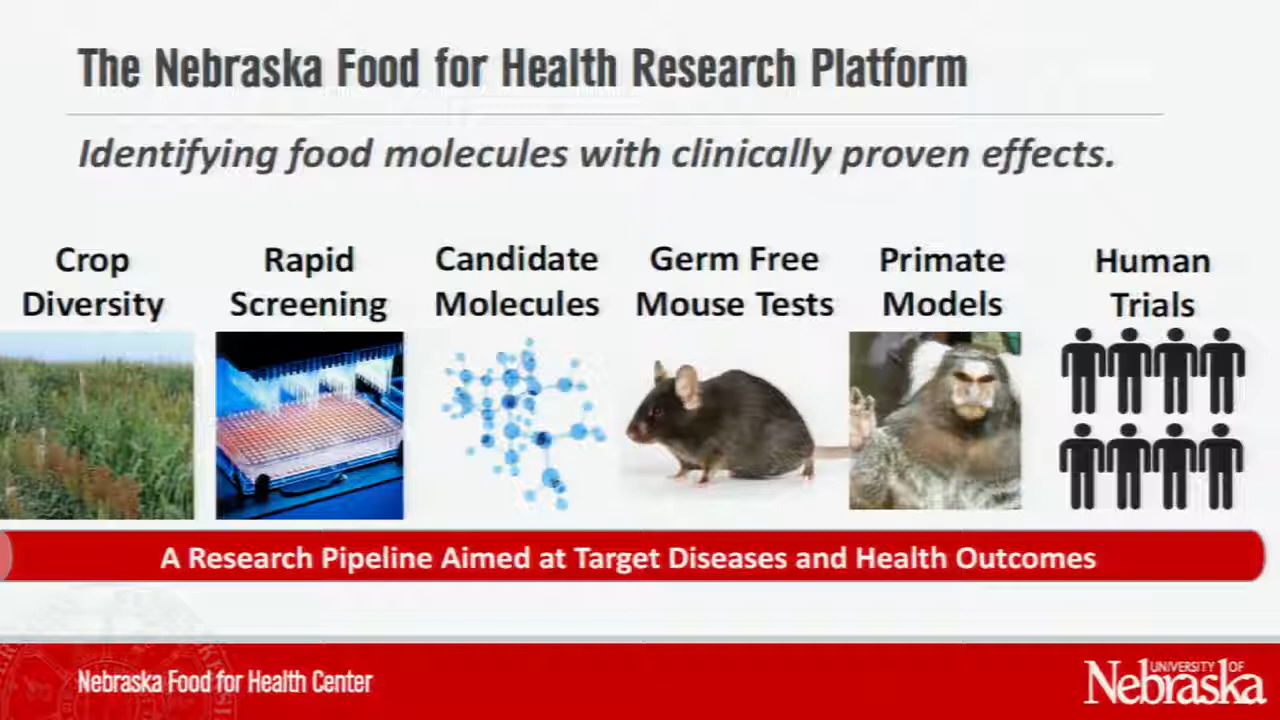 The Nebraska Food for Health Research Platform
Identifying food molecules with clinically proven effects.
Crop
Diversity
Rapid
Screening
Candidate
Molecules
Germ Free
Mouse Tests
Primate
Models
Human
Trials
A Research Pipeline Aimed at Target Diseases and Health Outcomes
Nebraska Food for Health Center
UNIVERSITY OF
Nebraska